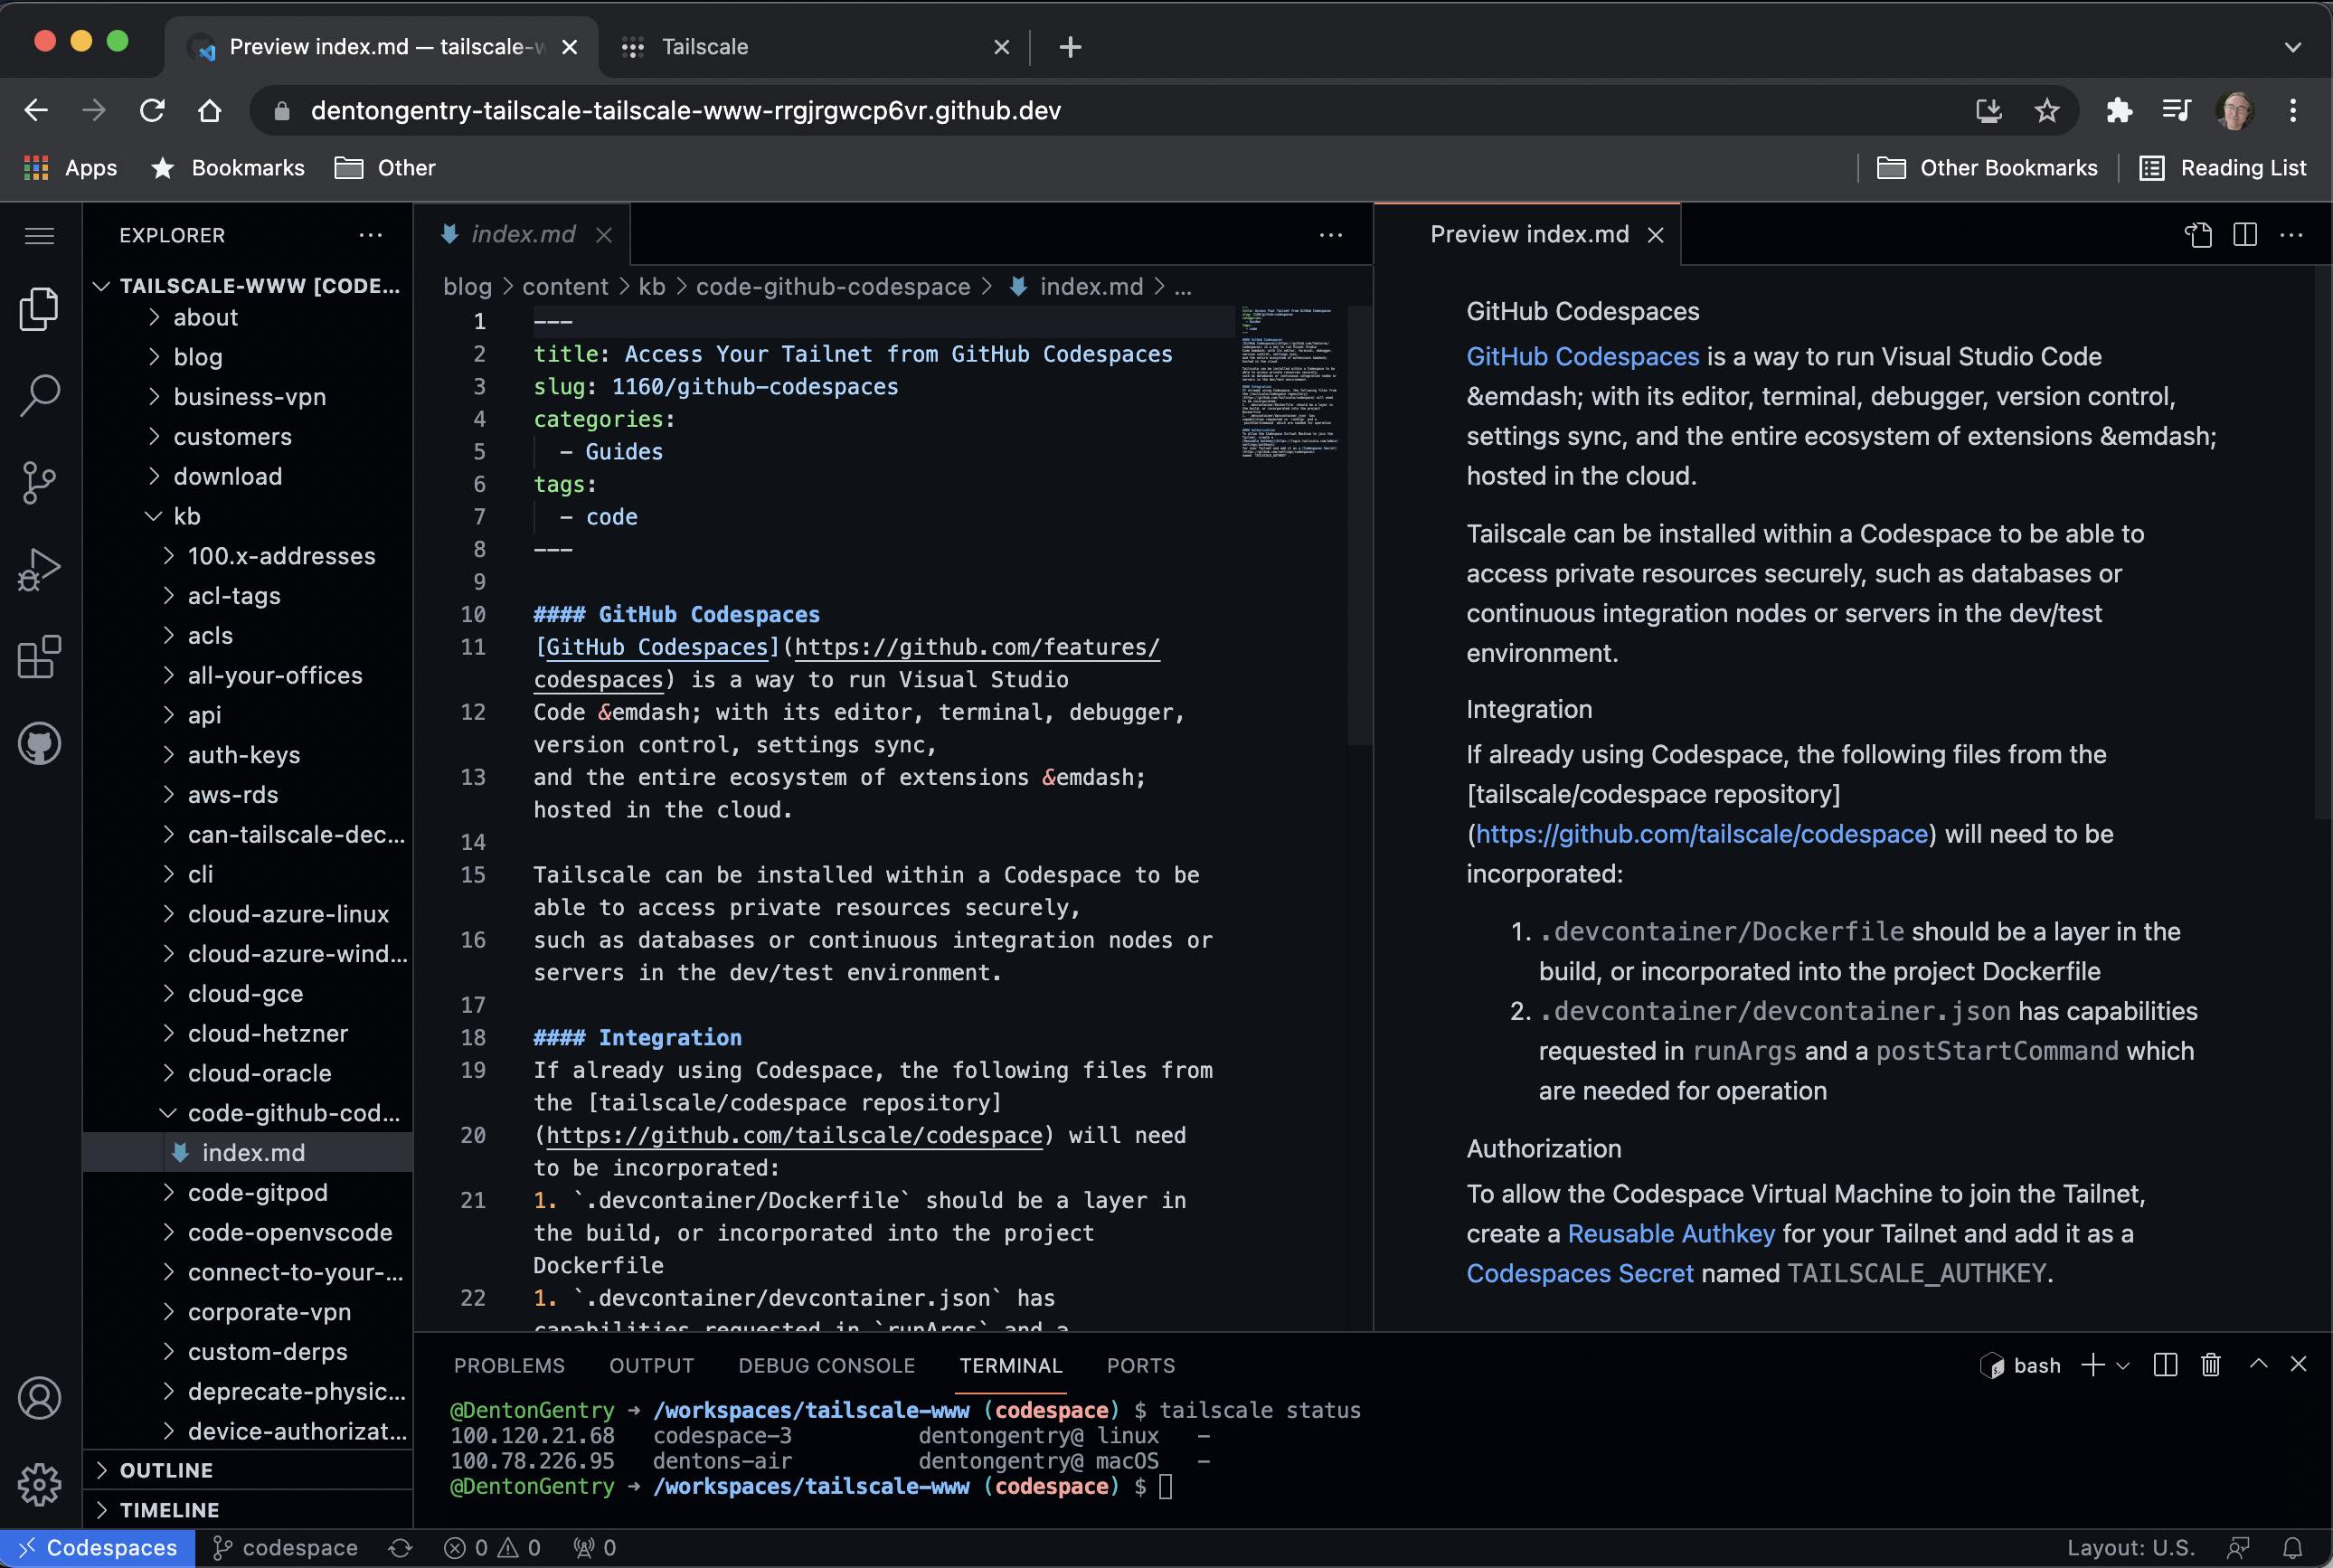 Preview index.md — tailscale-w
Tailscale
dentongentry-tailscale-tailscale-www-rrgjrgwcp6vr.github.dev
Apps
Bookmarks
Other
Other Bookmarks
Reading List
EXPLORER
TAILSCALE-WWW [CODE...
about
blog
business-vpn
customers
download
kb
100.x-addresses
acl-tags
acls
all-your-offices
api
auth-keys
aws-rds
can-tailscale-dec...
cli
cloud-azure-linux
cloud-azure-wind...
cloud-gce
cloud-hetzner
cloud-oracle
code-github-cod...
index.md
code-gitpod
code-openvscode
connect-to-your-...
corporate-vpn
custom-derps
deprecate-physic...
device-authorizat...
OUTLINE
TIMELINE
index.md
blog > content > kb > code-github-codespace > index.md > ...
1 ---
2 title: Access Your Tailnet from GitHub Codespaces
3 slug: 1160/github-codespaces
4 categories:
5 - Guides
6 tags:
7 - code
8 ---
9
10 #### GitHub Codespaces
11 [GitHub Codespaces](https://github.com/features/
codespaces) is a way to run Visual Studio
12 Code &emdash; with its editor, terminal, debugger,
version control, settings sync,
13 and the entire ecosystem of extensions &emdash;
hosted in the cloud.
14
15 Tailscale can be installed within a Codespace to be
able to access private resources securely,
16 such as databases or continuous integration nodes or
servers in the dev/test environment.
17
18 #### Integration
19 If already using Codespace, the following files from
the [tailscale/codespace repository]
20 (https://github.com/tailscale/codespace) will need
to be incorporated:
21 1. `.devcontainer/Dockerfile` should be a layer in
the build, or incorporated into the project
Dockerfile
22 1. `.devcontainer/devcontainer.json` has
capabilities requested in `runArgs` and a
Preview index.md
GitHub Codespaces
GitHub Codespaces is a way to run Visual Studio Code
&emdash; with its editor, terminal, debugger, version control,
settings sync, and the entire ecosystem of extensions &emdash;
hosted in the cloud.
Tailscale can be installed within a Codespace to be able to
access private resources securely, such as databases or
continuous integration nodes or servers in the dev/test
environment.
Integration
If already using Codespace, the following files from the
[tailscale/codespace repository]
(https://github.com/tailscale/codespace) will need to be
incorporated:
1. .devcontainer/Dockerfile should be a layer in the
build, or incorporated into the project Dockerfile
2. .devcontainer/devcontainer.json has capabilities
requested in runArgs and a postStartCommand which
are needed for operation
Authorization
To allow the Codespace Virtual Machine to join the Tailnet,
create a Reusable Authkey for your Tailnet and add it as a
Codespaces Secret named TAILSCALE_AUTHKEY.
PROBLEMS OUTPUT DEBUG CONSOLE TERMINAL PORTS
bash
@DentonGentry → /workspaces/tailscale-www (codespace) $ tailscale status
100.120.21.68 codespace-3 dentongentry@ linux -
100.78.226.95 dentons-air dentongentry@ macOS -
@DentonGentry → /workspaces/tailscale-www (codespace) $
Codespaces
codespace
0 0
0
Layout: U.S.